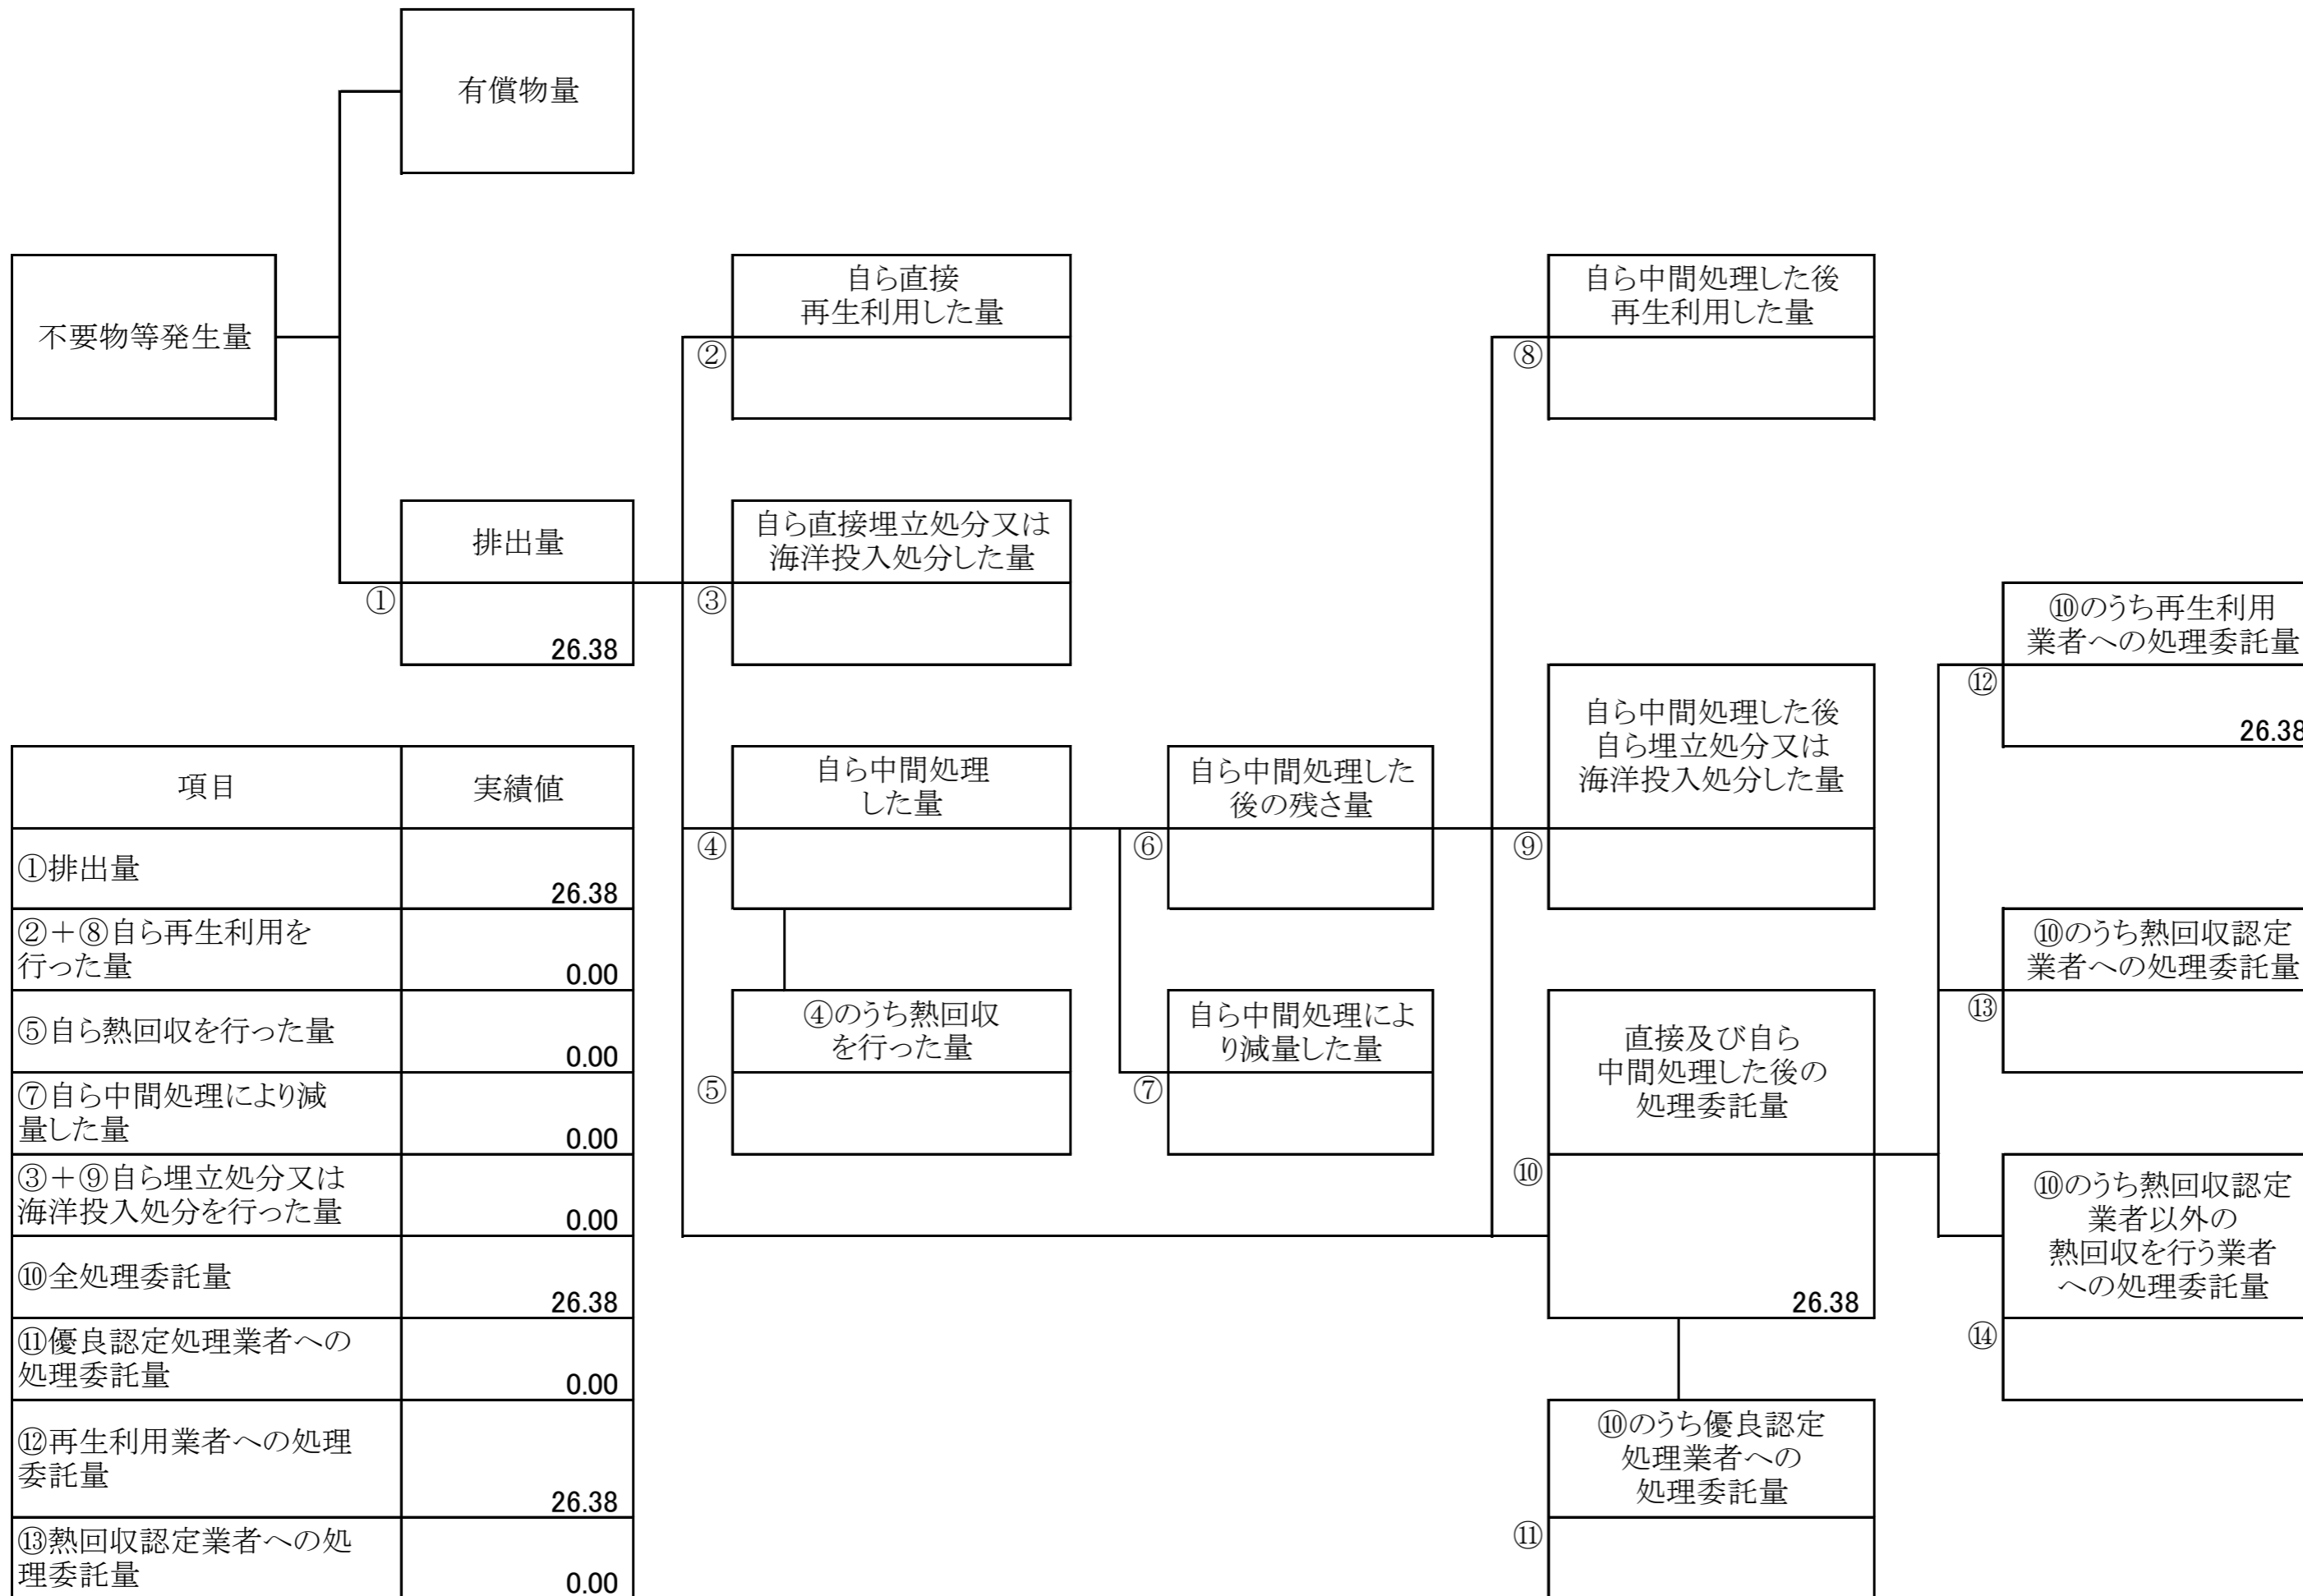 有償物量
不要物等発生量
自ら直接
再生利用した量
②
自ら中間処理した後
再生利用した量
⑧
排出量
①
26.38
自ら直接埋立処分又は
海洋投入処分した量
③
⑩のうち再生利用
業者への処理委託量
⑫
26.38
自ら中間処理
した量
④
自ら中間処理した
後の残さ量
⑥
自ら中間処理した後
自ら埋立処分又は
海洋投入処分した量
⑨
⑩のうち熱回収認定
業者への処理委託量
⑬
④のうち熱回収
を行った量
⑤
自ら中間処理によ
り減量した量
⑦
直接及び自ら
中間処理した後の
処理委託量
⑩
26.38
⑩のうち熱回収認定
業者以外の
熱回収を行う業者
への処理委託量
⑭
⑩のうち優良認定
処理業者への
処理委託量
⑪
項目 実績値
①排出量 26.38
②+⑧自ら再生利用を
行った量 0.00
⑤自ら熱回収を行った量 0.00
⑦自ら中間処理により減
量した量 0.00
③+⑨自ら埋立処分又は
海洋投入処分を行った量 0.00
⑩全処理委託量 26.38
⑪優良認定処理業者への
処理委託量 0.00
⑫再生利用業者への処理
委託量 26.38
⑬熱回収認定業者への処
理委託量 0.00